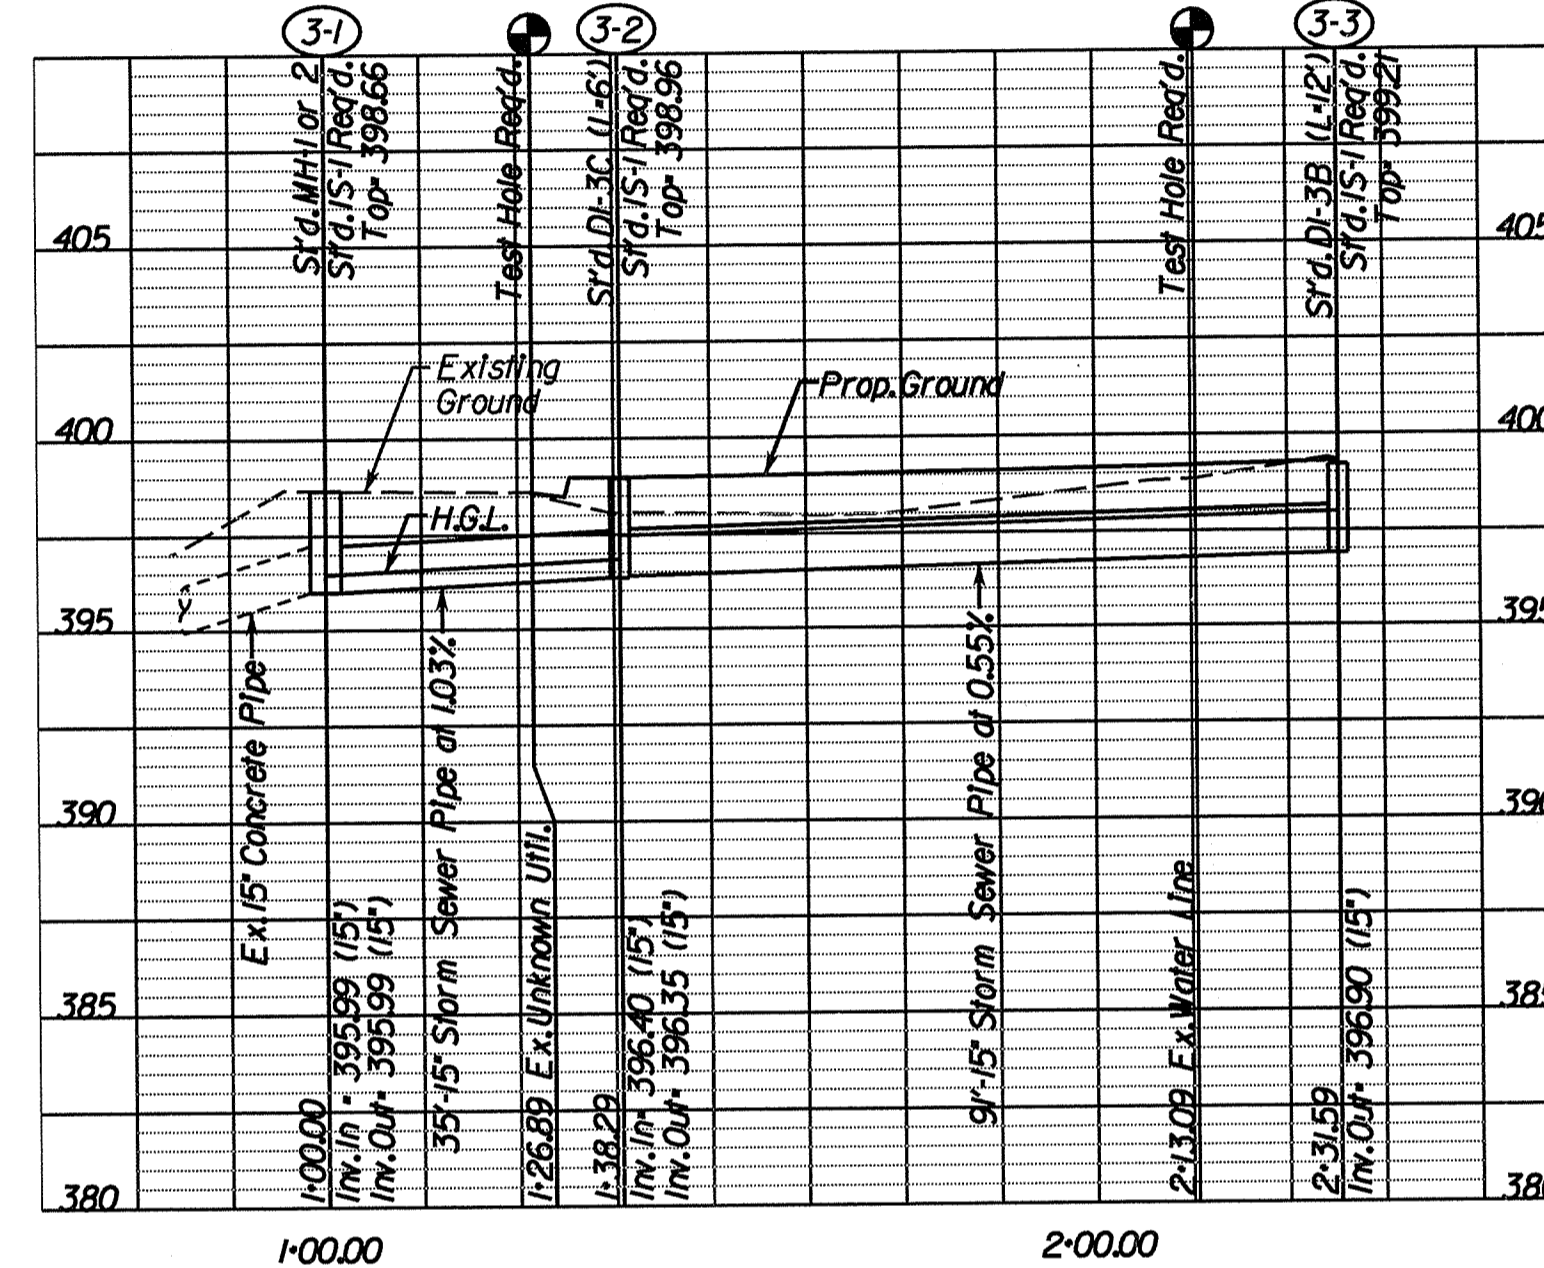 3-1
3-2
3-3
St'd. MH-1 or 2
St'd. IS-1 Req'd.
Top= 398.66
Test Hole Req'd.
St'd. DI-3C (L=6')
St'd. IS-1 Req'd.
Top= 398.96
Test Hole Req'd.
St'd. DI-3B (L=12')
St'd. IS-1 Req'd.
Top= 399.21
405
405
Existing
Ground
Prop. Ground
400
400
H.G.L.
395
395
390
390
385
385
380
380
Ex. 15" Concrete Pipe
1+00.00
Inv. In = 395.99 (15")
Inv. Out= 395.99 (15")
35'-15" Storm Sewer Pipe at 1.03%
1+26.89 Ex. Unknown Util.
1+38.29
Inv. In= 396.40 (15")
Inv. Out= 396.35 (15")
91'-15" Storm Sewer Pipe at 0.55%
2+13.09 Ex. Water Line
2+31.59
Inv. Out= 396.90 (15")
1+00.00
2+00.00